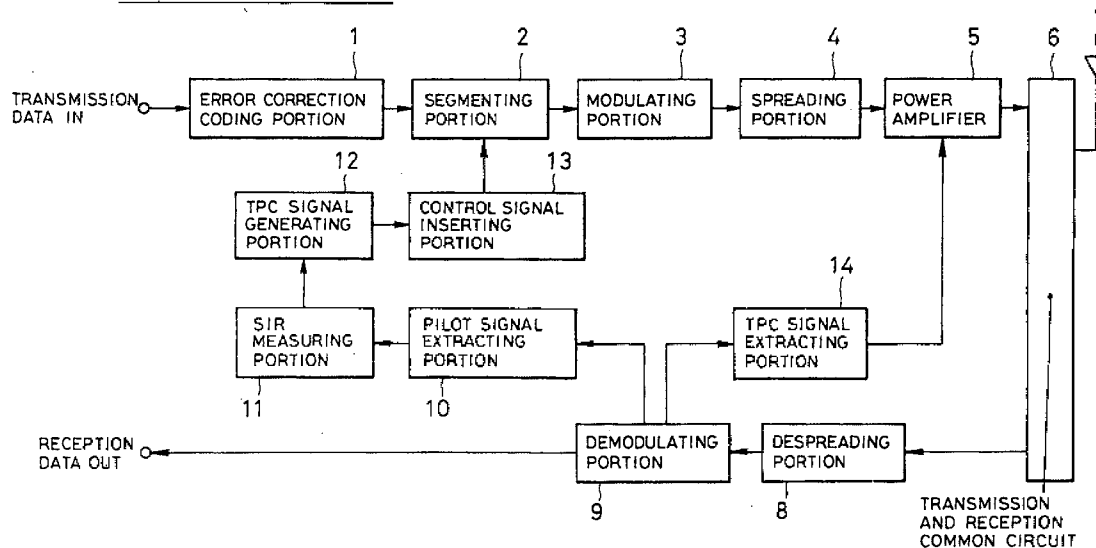 1
2
3
4
5
6
TRANSMISSION
DATA IN
ERROR CORRECTION
CODING PORTION
SEGMENTING
PORTION
MODULATING
PORTION
SPREADING
PORTION
POWER
AMPLIFIER
12
13
TPC SIGNAL
GENERATING
PORTION
CONTROL SIGNAL
INSERTING
PORTION
14
SIR
MEASURING
PORTION
PILOT SIGNAL
EXTRACTING
PORTION
TPC SIGNAL
EXTRACTING
PORTION
11
10
RECEPTION
DATA OUT
DEMODULATING
PORTION
DESPREADING
PORTION
9
8
TRANSMISSION
AND RECEPTION
COMMON CIRCUIT